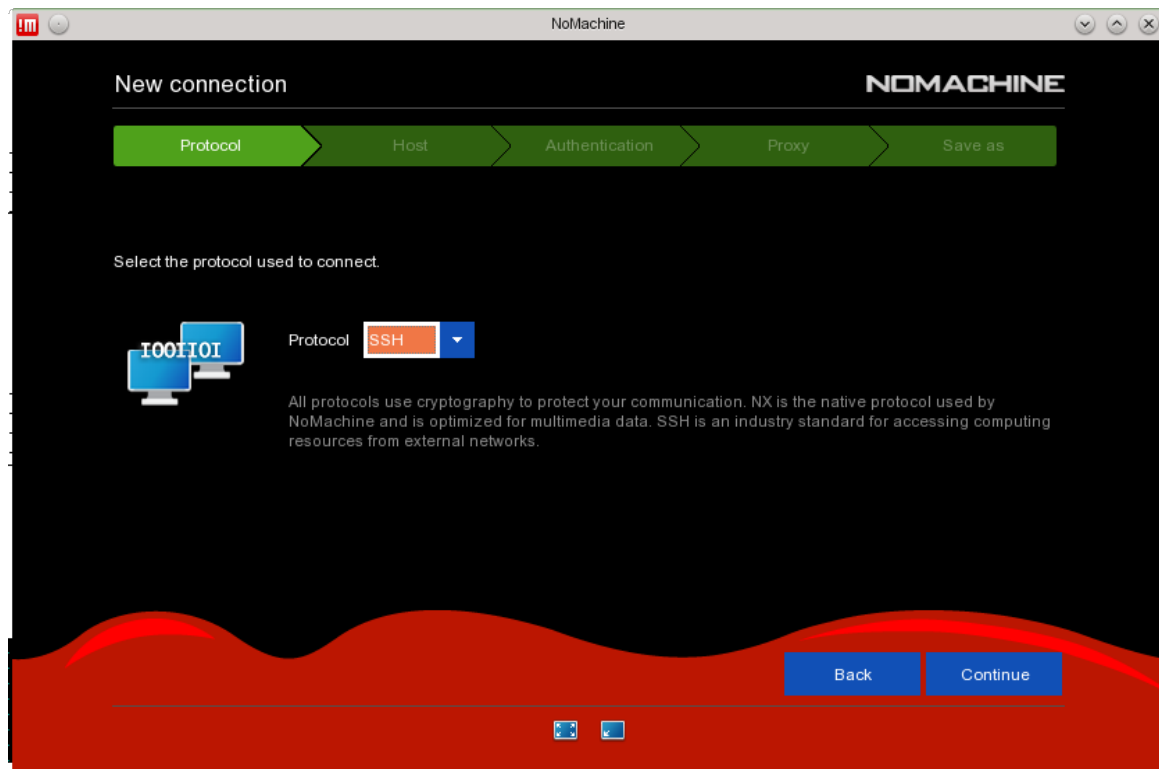 !m
NoMachine
New connection
NOMACHINE
Protocol
Host
Authentication
Proxy
Save as
Select the protocol used to connect.
I00II0I
Protocol
SSH
All protocols use cryptography to protect your communication. NX is the native protocol used by
NoMachine and is optimized for multimedia data. SSH is an industry standard for accessing computing
resources from external networks.
Back
Continue